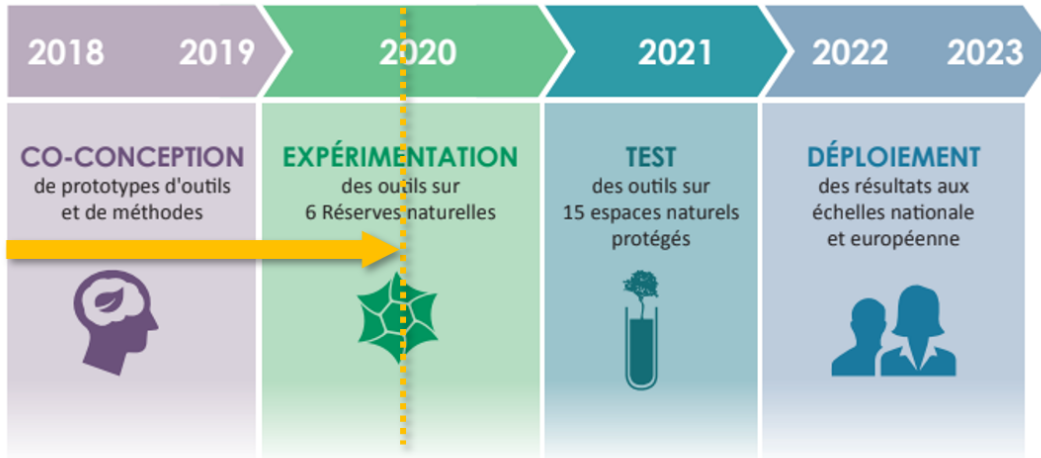 2018 2019 2020 2021 2022 2023
CO-CONCEPTION
de prototypes d'outils
et de méthodes
EXPÉRIMENTATION
des outils sur
6 Réserves naturelles
TEST
des outils sur
15 espaces naturels
protégés
DÉPLOIEMENT
des résultats aux
échelles nationale
et européenne